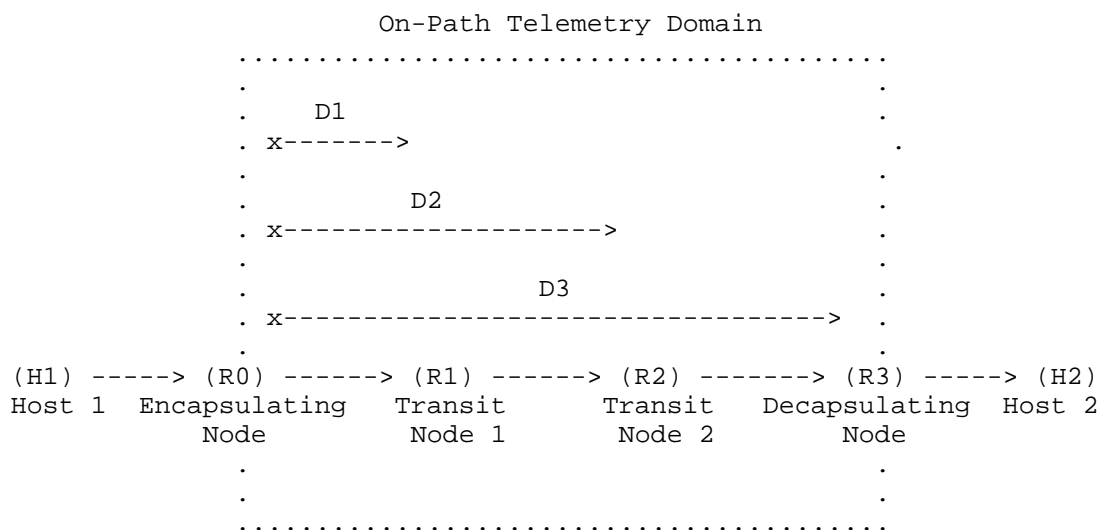 On-Path Telemetry Domain
.........................................
.                                       .
.    D1                                 .
. x------->                              .
.                                       .
.          D2                           .
. x-------------------->                .
.                                       .
.                  D3                   .
. x---------------------------------->  .
.                                       .
(H1) -----> (R0) ------> (R1) ------> (R2) -------> (R3) -----> (H2)
Host 1  Encapsulating   Transit      Transit   Decapsulating  Host 2
Node         Node 1       Node 2        Node
.                                       .
.                                       .
.........................................